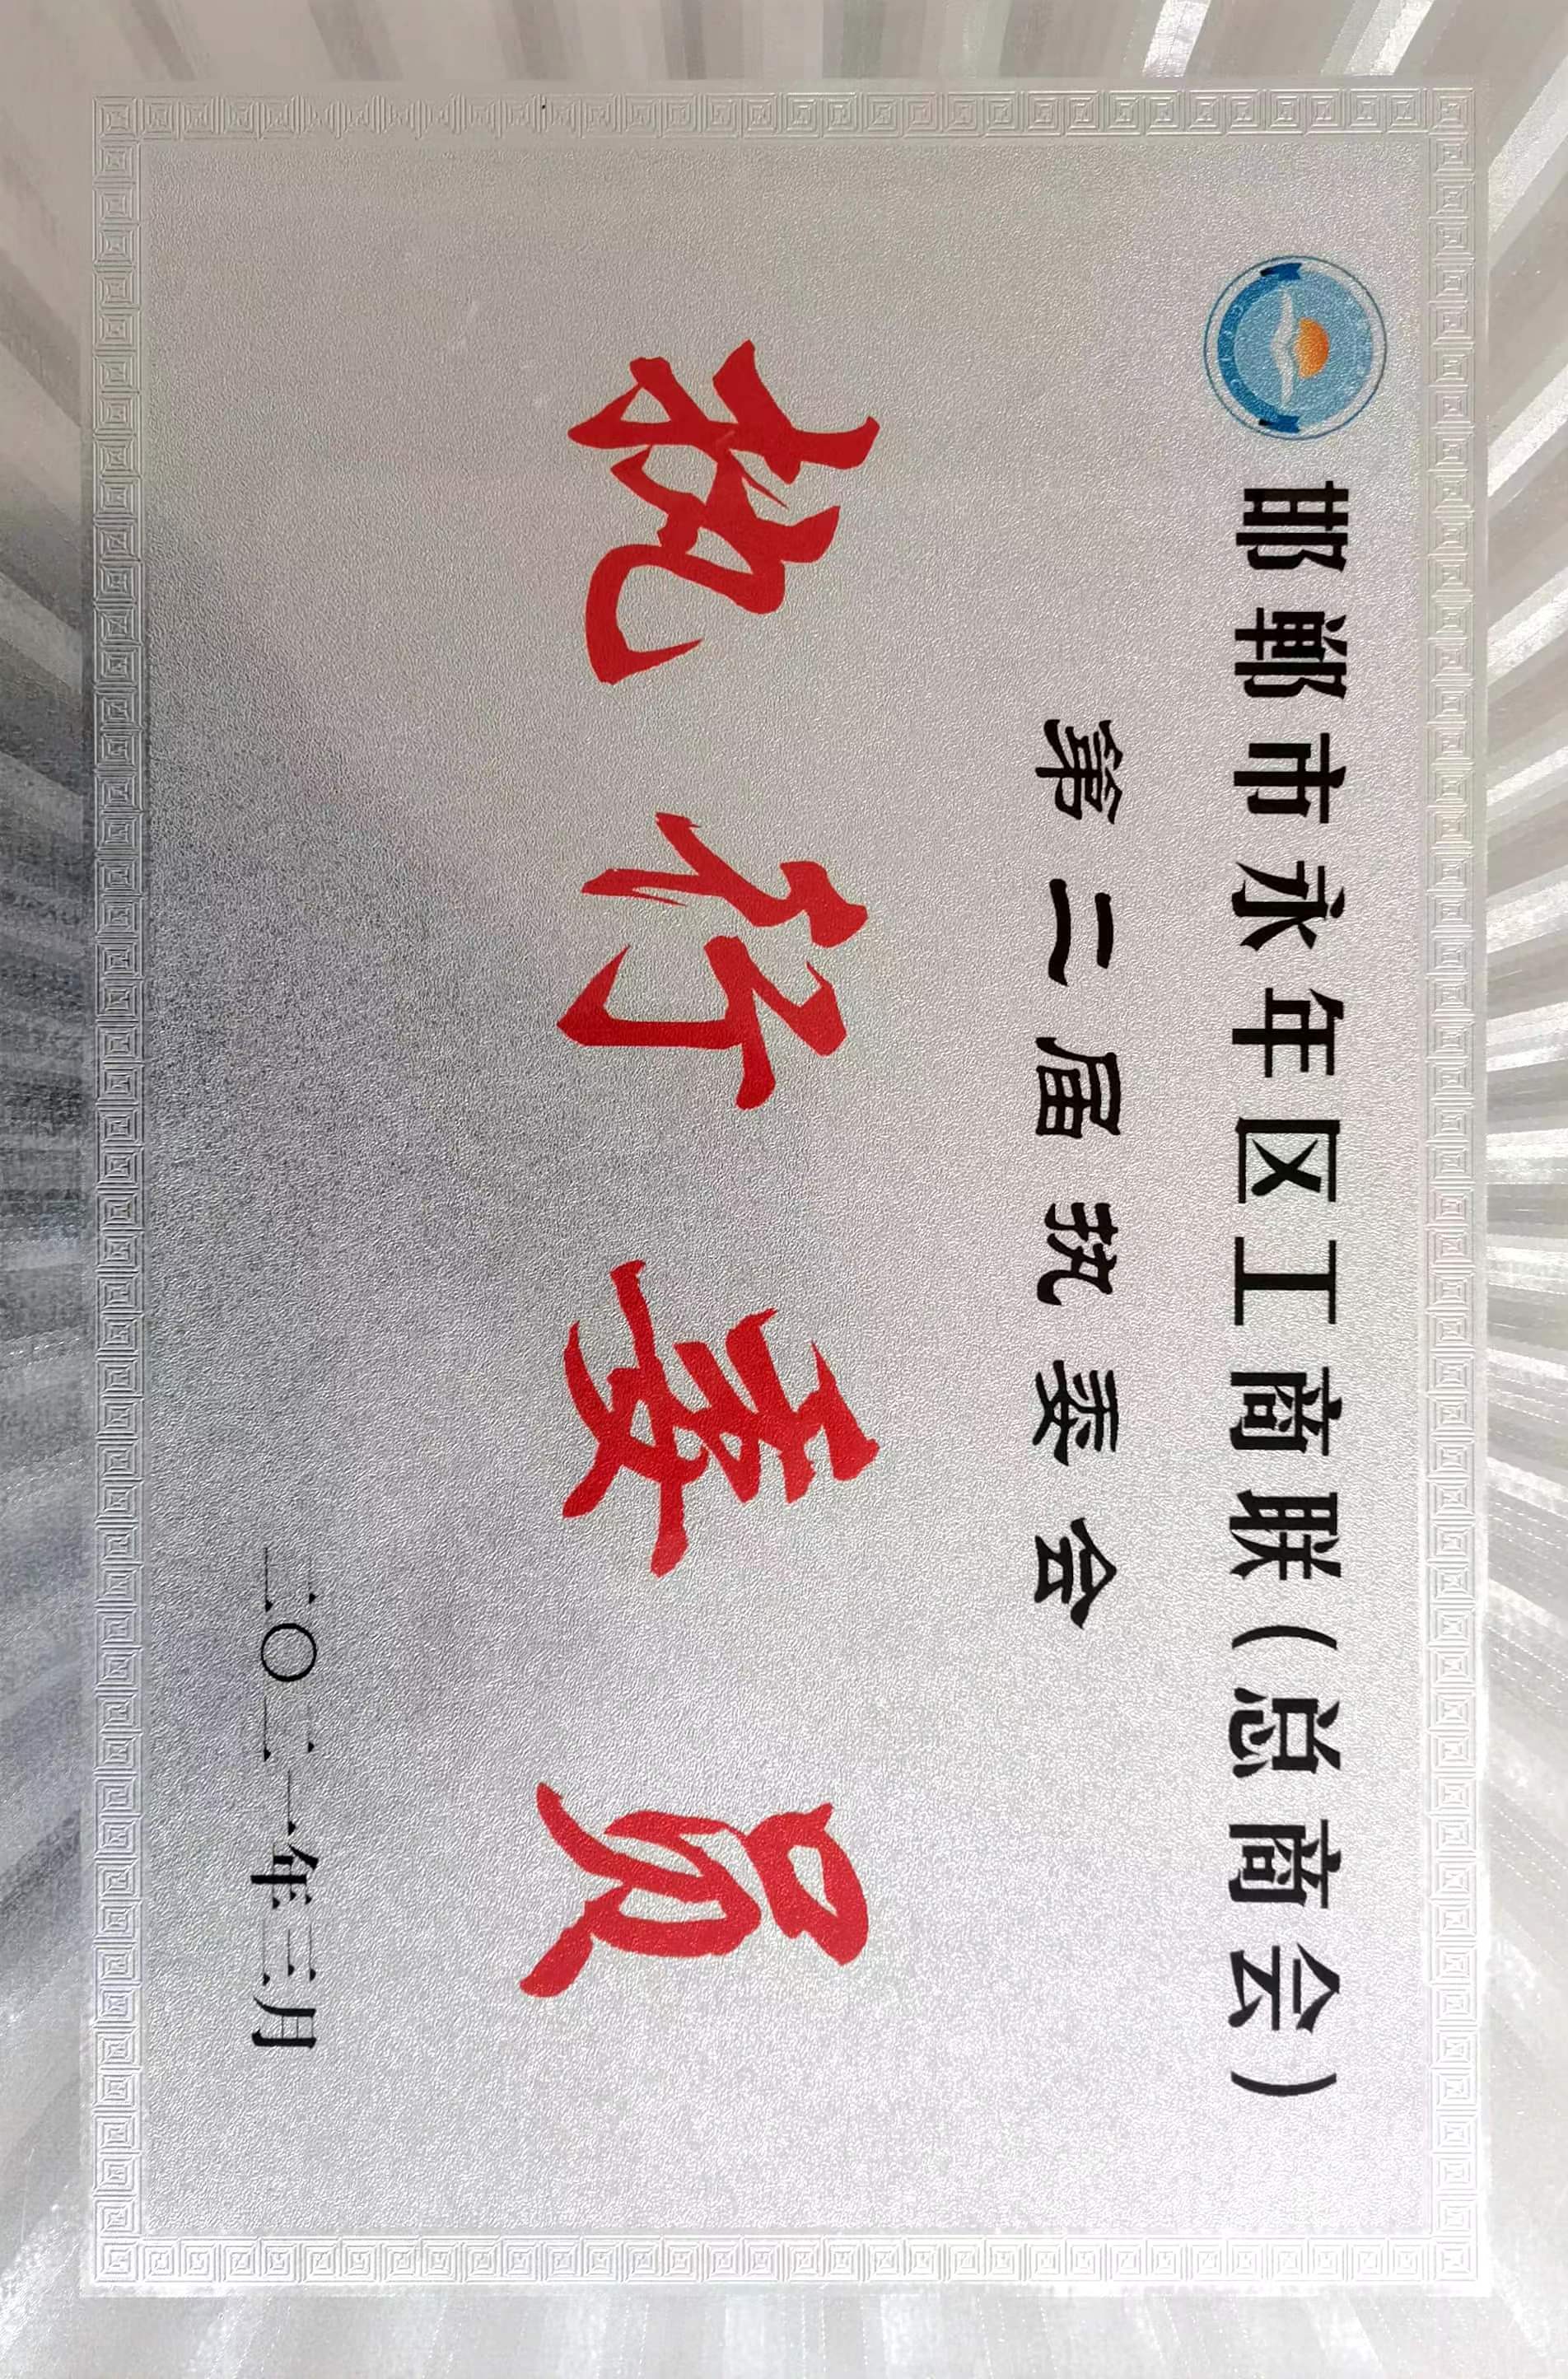 邯郸市永年区工商联(总商会)
第二届执委会
执行委员
二〇二一年三月